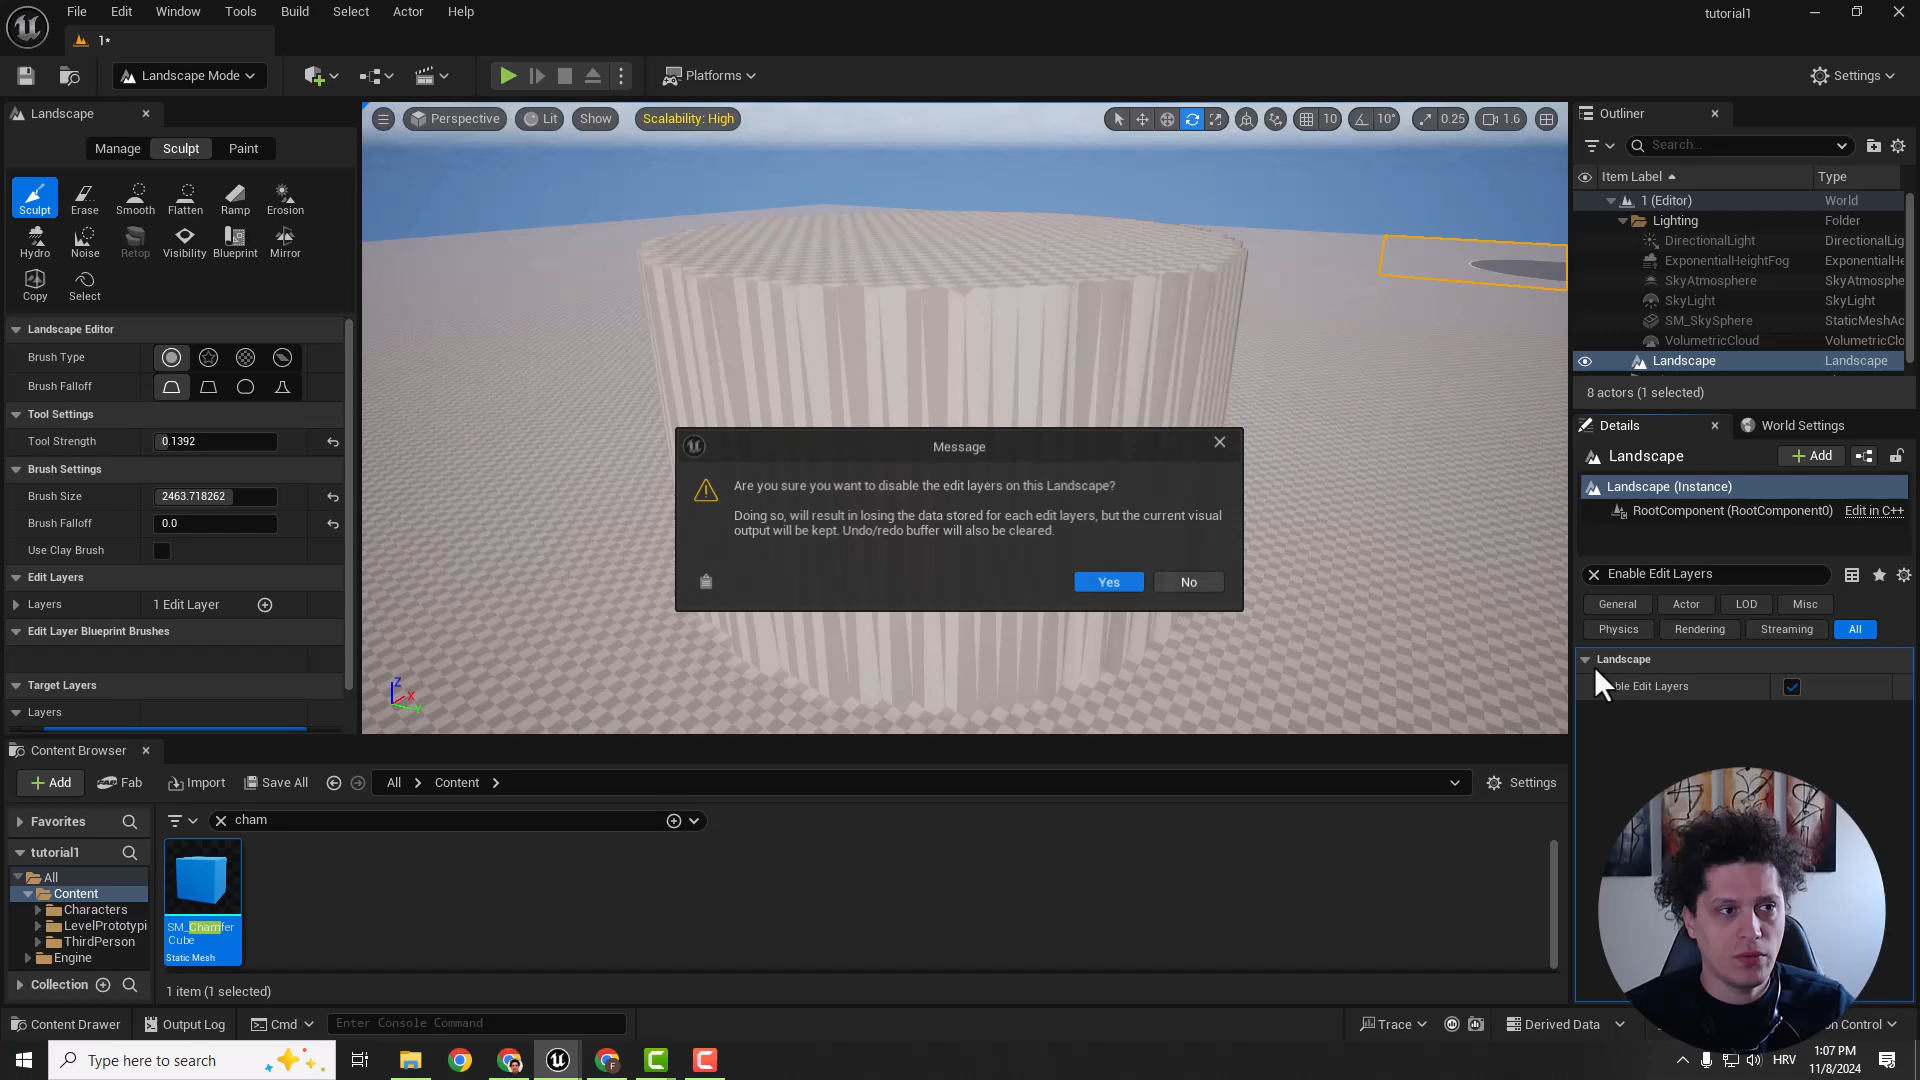 File Edit Window Tools Build Select Actor Help
tutorial1
1*
Landscape Mode
Platforms
Settings
Landscape
Manage Sculpt Paint
Sculpt Erase Smooth Flatten Ramp Erosion
Hydro Noise Retop Visibility Blueprint Mirror
Copy Select
Landscape Editor
Brush Type
Brush Falloff
Tool Settings
Tool Strength 0.1392
Brush Settings
Brush Size 2463.718262
Brush Falloff 0.0
Use Clay Brush
Edit Layers
Layers 1 Edit Layer
Edit Layer Blueprint Brushes
Target Layers
Layers
Perspective Lit Show Scalability: High
10 10° 0.25 1.6
Message
Are you sure you want to disable the edit layers on this Landscape?
Doing so, will result in losing the data stored for each edit layers, but the current visual
output will be kept. Undo/redo buffer will also be cleared.
Yes No
Z
X
Y
Outliner
Search...
Item Label Type
1 (Editor) World
Lighting Folder
DirectionalLight DirectionalLig
ExponentialHeightFog ExponentialHe
SkyAtmosphere SkyAtmosphe
SkyLight SkyLight
SM_SkySphere StaticMeshAc
VolumetricCloud VolumetricClo
Landscape Landscape
8 actors (1 selected)
Details World Settings
Landscape Add
Landscape (Instance)
RootComponent (RootComponent0) Edit in C++
Enable Edit Layers
General Actor LOD Misc
Physics Rendering Streaming All
Landscape
ble Edit Layers
Content Browser
Add Fab Import Save All All Content Settings
Favorites
tutorial1
All
Content
Characters
LevelPrototypi
ThirdPerson
Engine
Collection
cham
SM_Chamfer
Cube
Static Mesh
1 item (1 selected)
Content Drawer Output Log Cmd Enter Console Command
Trace Derived Data on Control
Type here to search
HRV
1:07 PM
11/8/2024